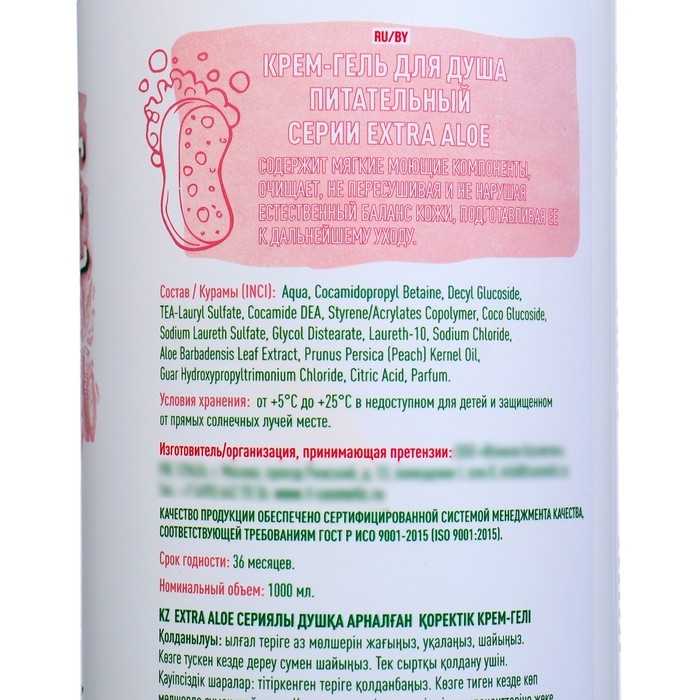 RU/BY
КРЕМ-ГЕЛЬ ДЛЯ ДУША
ПИТАТЕЛЬНЫЙ
СЕРИИ EXTRA ALOE
СОДЕРЖИТ МЯГКИЕ МОЮЩИЕ КОМПОНЕНТЫ,
ОЧИЩАЕТ, НЕ ПЕРЕСУШИВАЯ И НЕ НАРУШАЯ
ЕСТЕСТВЕННЫЙ БАЛАНС КОЖИ, ПОДГОТАВЛИВАЯ ЕЕ
К ДАЛЬНЕЙШЕМУ УХОДУ.
Состав / Курамы (INCI): Aqua, Cocamidopropyl Betaine, Decyl Glucoside,
TEA-Lauryl Sulfate, Cocamide DEA, Styrene/Acrylates Copolymer, Coco Glucoside,
Sodium Laureth Sulfate, Glycol Distearate, Laureth-10, Sodium Chloride,
Aloe Barbadensis Leaf Extract, Prunus Persica (Peach) Kernel Oil,
Guar Hydroxypropyltrimonium Chloride, Citric Acid, Parfum.
Условия хранения: от +5°C до +25°C в недоступном для детей и защищенном
от прямых солнечных лучей месте.
Изготовитель/организация, принимающая претензии:
КАЧЕСТВО ПРОДУКЦИИ ОБЕСПЕЧЕНО СЕРТИФИЦИРОВАННОЙ СИСТЕМОЙ МЕНЕДЖМЕНТА КАЧЕСТВА,
СООТВЕТСТВУЮЩЕЙ ТРЕБОВАНИЯМ ГОСТ Р ИСО 9001-2015 (ISO 9001:2015).
Срок годности: 36 месяцев.
Номинальный объем: 1000 мл.
KZ EXTRA ALOE СЕРИЯЛЫ ДУШҚА АРНАЛҒАН ҚОРЕКТІК КРЕМ-ГЕЛІ
Қолданылуы: ылғал теріге аз мөлшерін жағыңыз, уқалаңыз, шайыңыз.
Көзге тускен кезде дереу сумен шайыңыз. Тек сыртқы қолдану үшін.
Қауіпсіздік шаралар: тітіркенген теріге қолданбаңыз. Көзге тиген кезде көп